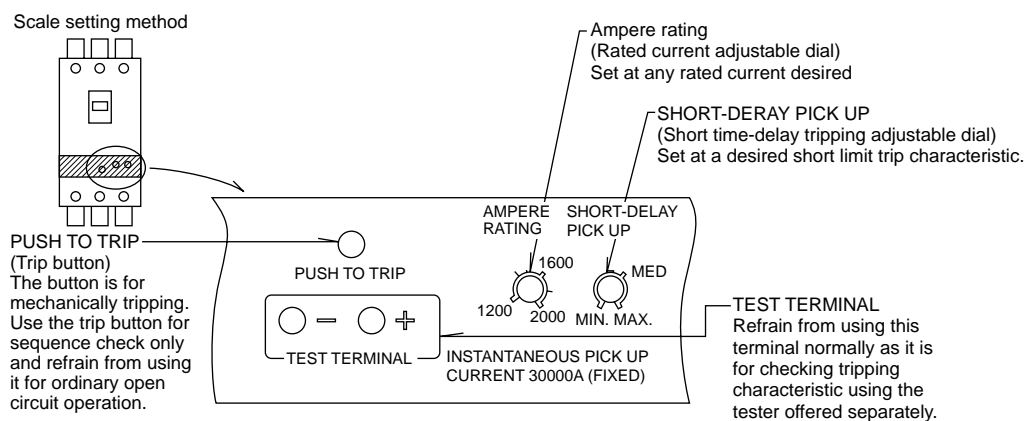 Scale setting method
Ampere rating
(Rated current adjustable dial)
Set at any rated current desired
SHORT-DERAY PICK UP
(Short time-delay tripping adjustable dial)
Set at a desired short limit trip characteristic.
PUSH TO TRIP
(Trip button)
The button is for
mechanically tripping.
Use the trip button for
sequence check only
and refrain from using
it for ordinary open
circuit operation.
PUSH TO TRIP
TEST TERMINAL
AMPERE
RATING
1600
1200
2000
SHORT-DELAY
PICK UP
MED
MIN. MAX.
INSTANTANEOUS PICK UP
CURRENT 30000A (FIXED)
TEST TERMINAL
Refrain from using this
terminal normally as it is
for checking tripping
characteristic using the
tester offered separately.